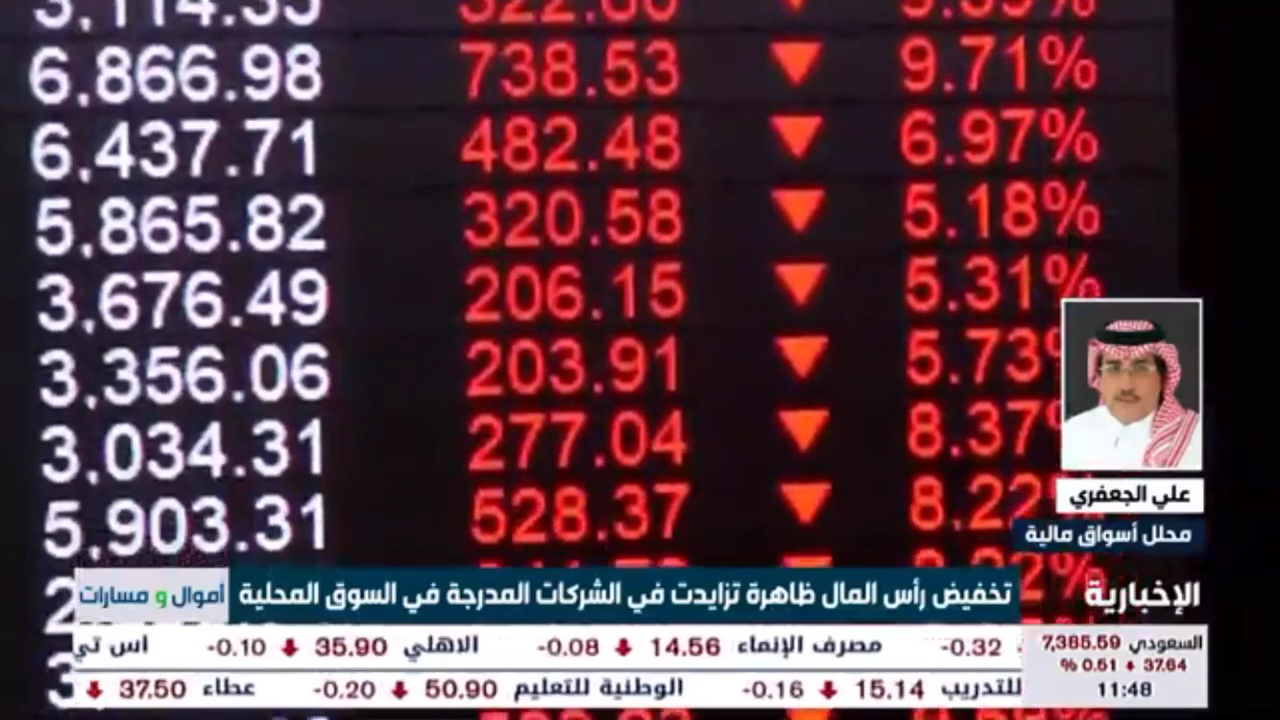 6,866.98 738.53 ▼ 9.71%
6,437.71 482.48 ▼ 6.97%
5,865.82 320.58 ▼ 5.18%
3,676.49 206.15 ▼ 5.31%
3,356.06 203.91 ▼ 5.73%
3,034.31 277.04 ▼ 8.37%
5,903.31 528.37 ▼ 8.22%
علي الجعفري
محلل أسواق مالية
الإخبارية
تخفيض رأس المال ظاهرة تزايدت في الشركات المدرجة في السوق المحلية
أموال و مسارات
السعودي 7,385.59
37.64 ↓ 0.51 %
11:48
-0.32 مصرف الإنماء 14.56 ↓ -0.08 الاهلي 35.90 ↓ -0.10 اس تي
للتدريب 15.14 ↓ -0.16 الوطنية للتعليم 50.90 ↓ -0.20 عطاء 37.50 ↓